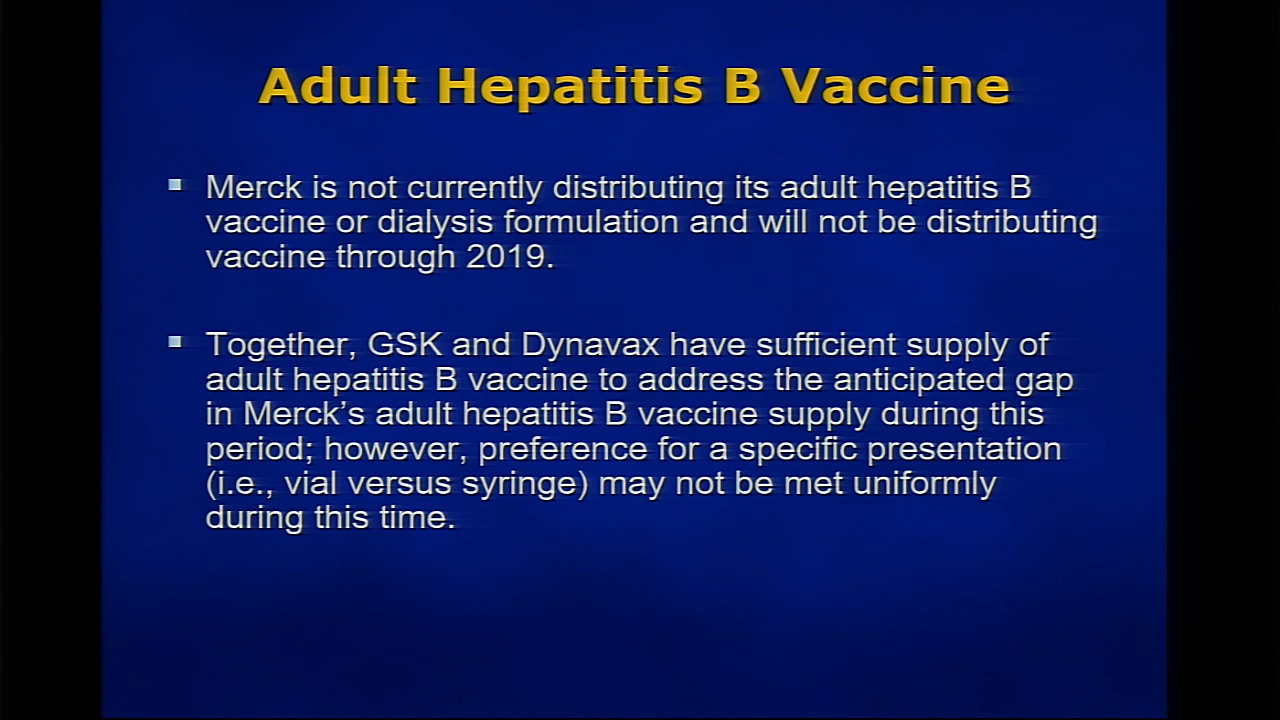 Adult Hepatitis B Vaccine
▪ Merck is not currently distributing its adult hepatitis B
vaccine or dialysis formulation and will not be distributing
vaccine through 2019.
▪ Together, GSK and Dynavax have sufficient supply of
adult hepatitis B vaccine to address the anticipated gap
in Merck’s adult hepatitis B vaccine supply during this
period; however, preference for a specific presentation
(i.e., vial versus syringe) may not be met uniformly
during this time.